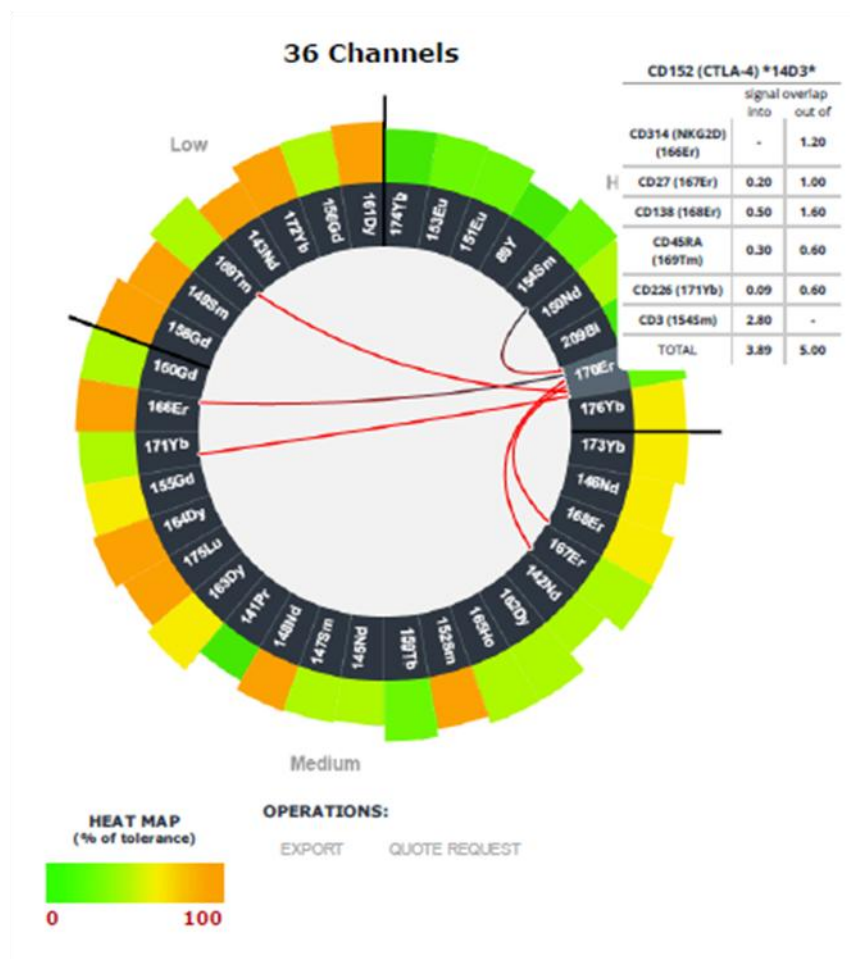 36 Channels
CD152 (CTLA-4) *14D3*
signal overlap
into out of
CD314 (NKG2D) (166Er) - 1.20
CD27 (167Er) 0.20 1.00
CD138 (168Er) 0.50 1.60
CD45RA (169Tm) 0.30 0.60
CD226 (171Yb) 0.09 0.60
CD3 (154Sm) 2.80 -
TOTAL 3.89 5.00
Low
H
174Yb
153Eu
151Eu
89Y
154Sm
150Nd
209Bi
170Er
176Yb
173Yb
146Nd
168Er
167Er
142Nd
162Dy
165Ho
152Sm
159Tb
145Nd
147Sm
148Nd
141Pr
163Dy
175Lu
164Dy
155Gd
171Yb
166Er
160Gd
158Gd
149Sm
169Tm
143Nd
172Yb
156Gd
161Dy
Medium
HEAT MAP
(% of tolerance)
0 100
OPERATIONS:
EXPORT QUOTE REQUEST